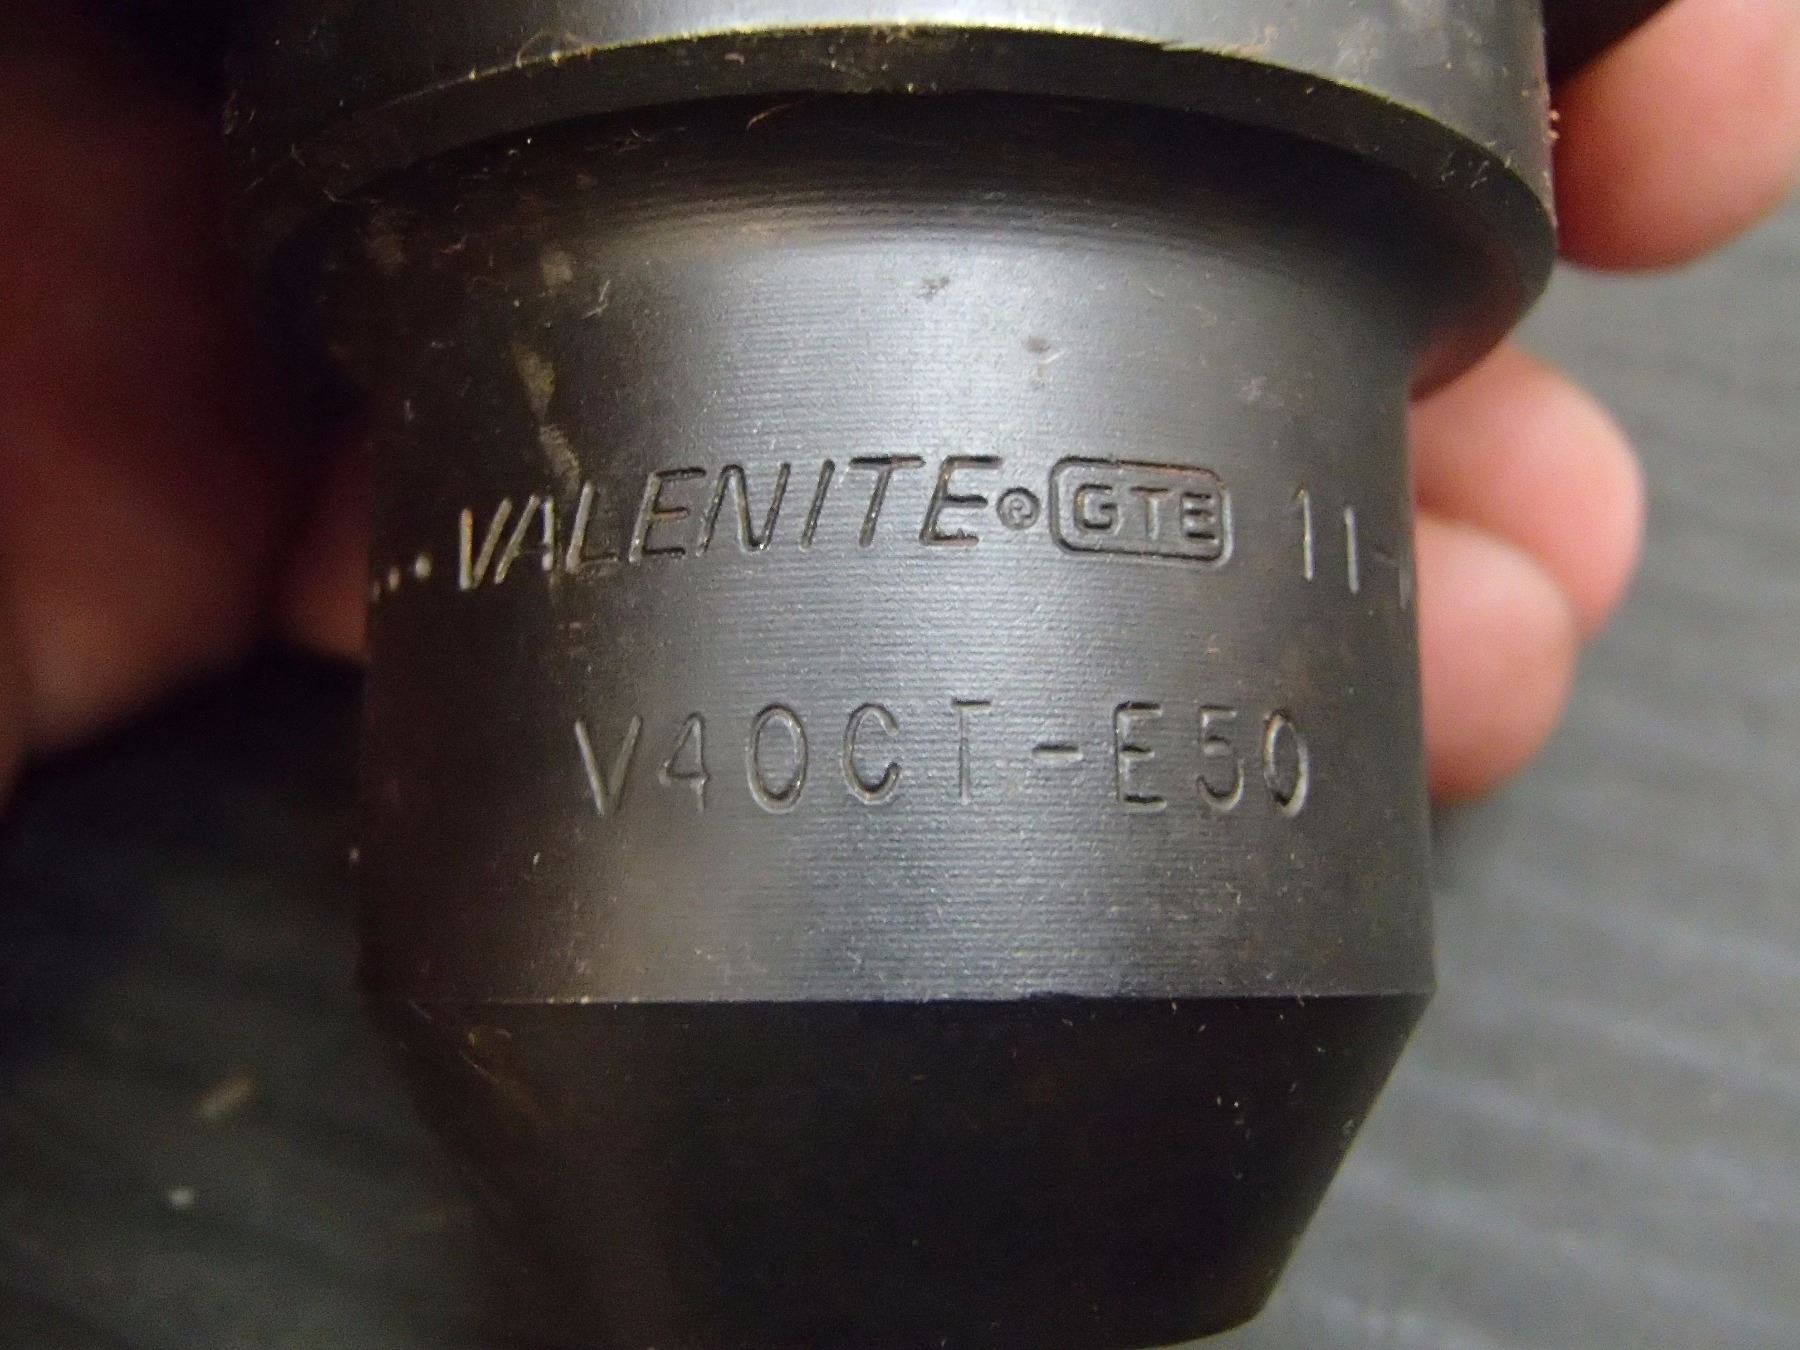 ...VALENITE® GTE 11-
V40CT-E50